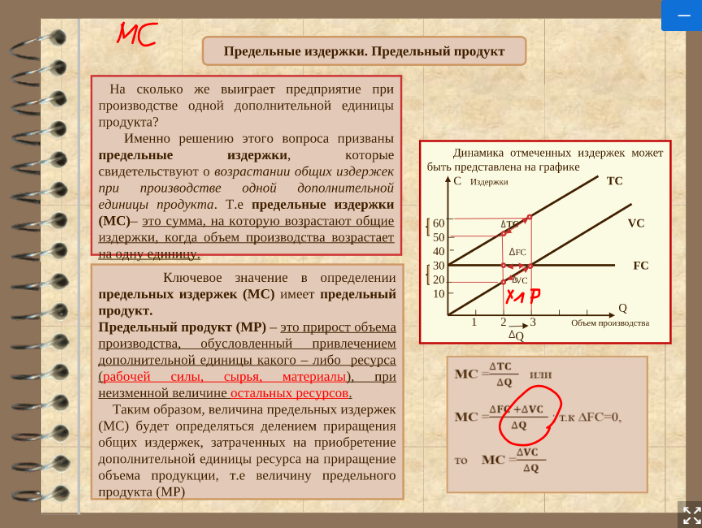 МС
Предельные издержки. Предельный продукт
На сколько же выиграет предприятие при
производстве одной дополнительной единицы
продукта?
Именно решению этого вопроса призваны
предельные издержки, которые
свидетельствуют о возрастании общих издержек
при производстве одной дополнительной
единицы продукта. Т.е предельные издержки
(МС)– это сумма, на которую возрастают общие
издержки, когда объем производства возрастает
на одну единицу.
Ключевое значение в определении
предельных издержек (МС) имеет предельный
продукт.
Предельный продукт (МР) – это прирост объема
производства, обусловленный привлечением
дополнительной единицы какого – либо ресурса
(рабочей силы, сырья, материалы), при
неизменной величине остальных ресурсов.
Таким образом, величина предельных издержек
(МС) будет определяться делением приращения
общих издержек, затраченных на приобретение
дополнительной единицы ресурса на приращение
объема продукции, т.е величину предельного
продукта (МР)
Динамика отмеченных издержек может
быть представлена на графике
С Издержки
TC
VC
FC
60
50
40
30
20
10
ΔTC
ΔFC
ΔVC
Q
1 2 3 Объем производства
ΔQ
МС = ΔTC / ΔQ или
МС = ΔFC +ΔVC / ΔQ т.к ΔFC=0,
то МС = ΔVC / ΔQ